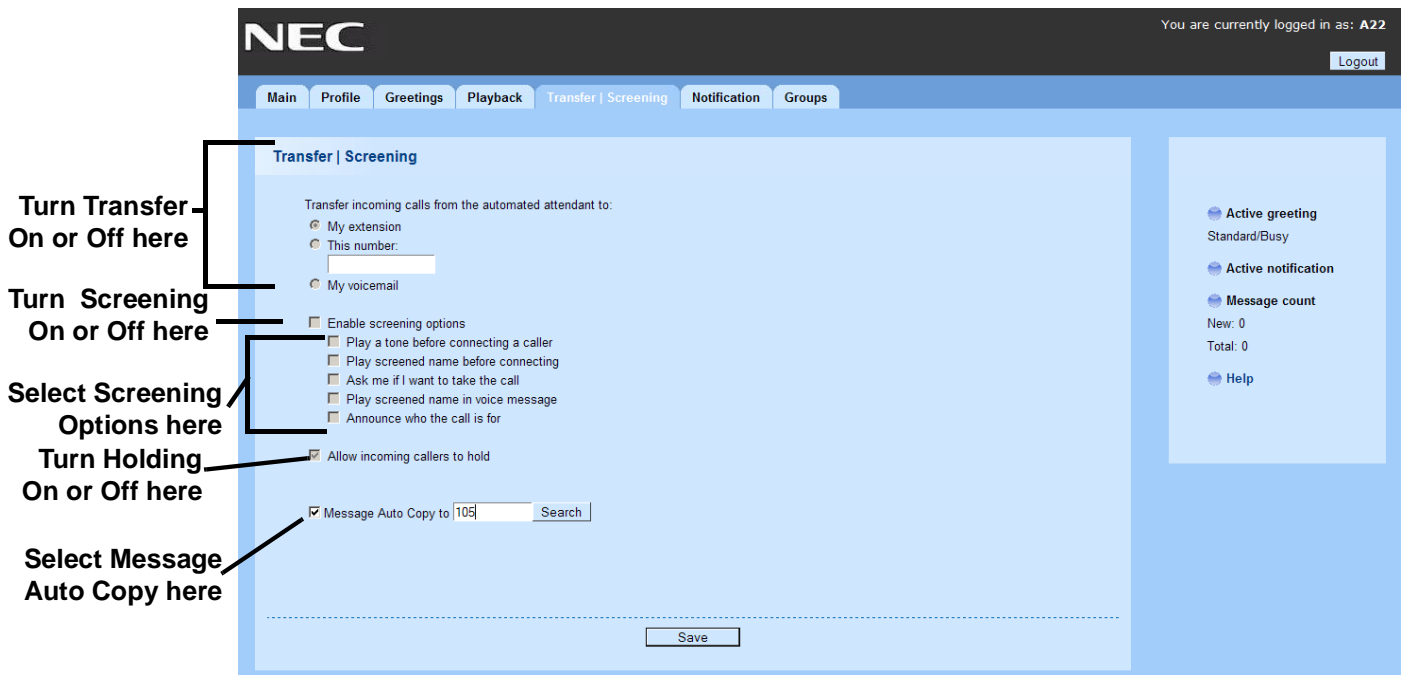 NEC
You are currently logged in as: A22
Logout
Main
Profile
Greetings
Playback
Transfer | Screening
Notification
Groups
Transfer | Screening
Turn Transfer
On or Off here
Transfer incoming calls from the automated attendant to:
My extension
This number:
My voicemail
Turn Screening
On or Off here
Enable screening options
Play a tone before connecting a caller
Play screened name before connecting
Ask me if I want to take the call
Play screened name in voice message
Announce who the call is for
Select Screening
Options here
Turn Holding
On or Off here
Allow incoming callers to hold
Message Auto Copy to 105 Search
Select Message
Auto Copy here
Save
Active greeting
Standard/Busy
Active notification
Message count
New: 0
Total: 0
Help